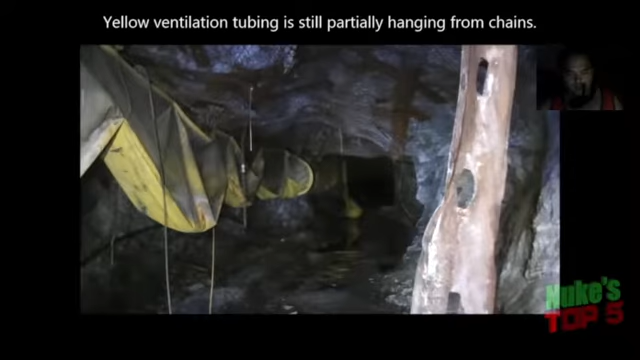 Yellow ventilation tubing is still partially hanging from chains.
Nuke's
TOP 5